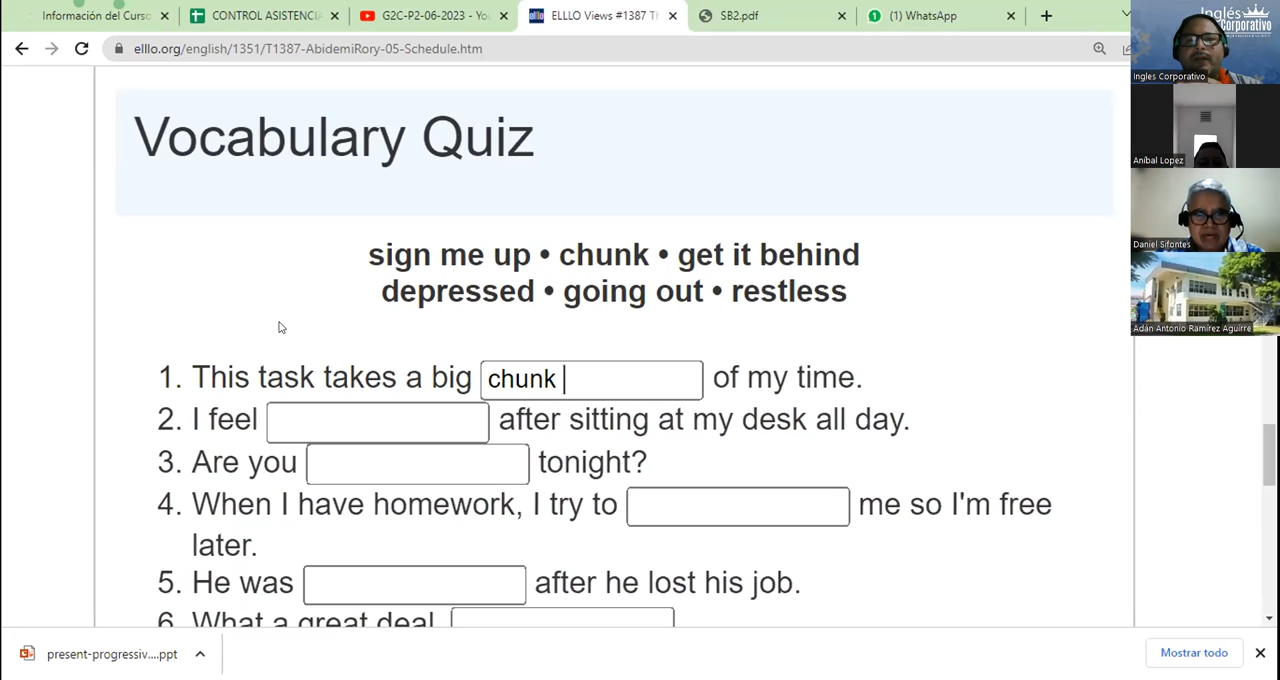 Información del Curso
CONTROL ASISTENCIA
G2C-P2-06-2023 - You
ELLLO Views #1387 Th
SB2.pdf
(1) WhatsApp
elllo.org/english/1351/T1387-AbidemiRory-05-Schedule.htm
Inglés
Corporativo
Ingles Corporativo
Aníbal Lopez
Daniel Sifontes
Adán Antonio Ramírez Aguirre
Vocabulary Quiz
sign me up • chunk • get it behind
depressed • going out • restless
1. This task takes a big chunk of my time.
2. I feel after sitting at my desk all day.
3. Are you tonight?
4. When I have homework, I try to me so I'm free
later.
5. He was after he lost his job.
6. What a great deal.
present-progressiv....ppt
Mostrar todo